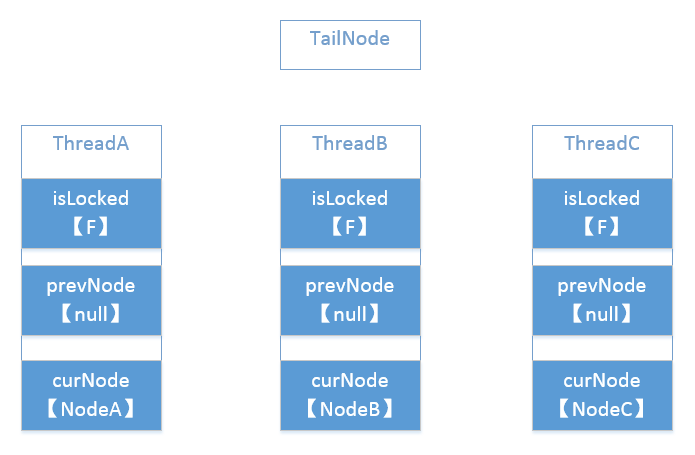 TailNode
ThreadA
ThreadB
ThreadC
isLocked
【F】
isLocked
【F】
isLocked
【F】
prevNode
【null】
prevNode
【null】
prevNode
【null】
curNode
【NodeA】
curNode
【NodeB】
curNode
【NodeC】